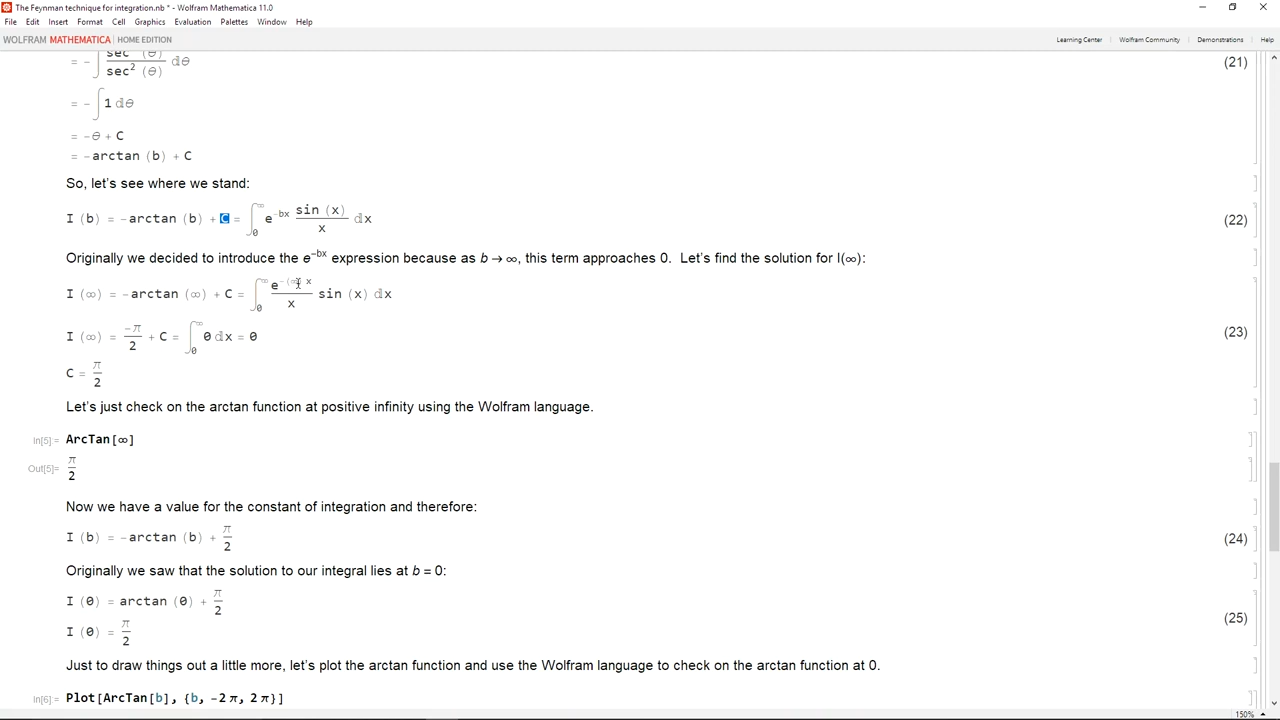 The Feynman technique for integration.nb * - Wolfram Mathematica 11.0
File Edit Insert Format Cell Graphics Evaluation Palettes Window Help
WOLFRAM MATHEMATICA | HOME EDITION Learning Center Wolfram Community Demonstrations Help
= - ∫ sec² (θ) / sec² (θ) ⅆθ (21)
= - ∫ 1 ⅆθ
= -θ + C
= -arctan (b) + C
So, let's see where we stand:
I (b) = -arctan (b) + C = ∫₀^∞ e^-bx sin (x) / x ⅆx (22)
Originally we decided to introduce the e^-bx expression because as b → ∞, this term approaches 0. Let's find the solution for I(∞):
I (∞) = -arctan (∞) + C = ∫₀^∞ e^-(∞) x / x sin (x) ⅆx
I (∞) = -π / 2 + C = ∫₀^∞ 0 ⅆx = 0 (23)
C = π / 2
Let's just check on the arctan function at positive infinity using the Wolfram language.
In[5]:= ArcTan[∞]
Out[5]= π / 2
Now we have a value for the constant of integration and therefore:
I (b) = -arctan (b) + π / 2 (24)
Originally we saw that the solution to our integral lies at b = 0:
I (0) = arctan (0) + π / 2 (25)
I (0) = π / 2
Just to draw things out a little more, let's plot the arctan function and use the Wolfram language to check on the arctan function at 0.
In[6]:= Plot[ArcTan[b], {b, -2 π, 2 π}]
150%